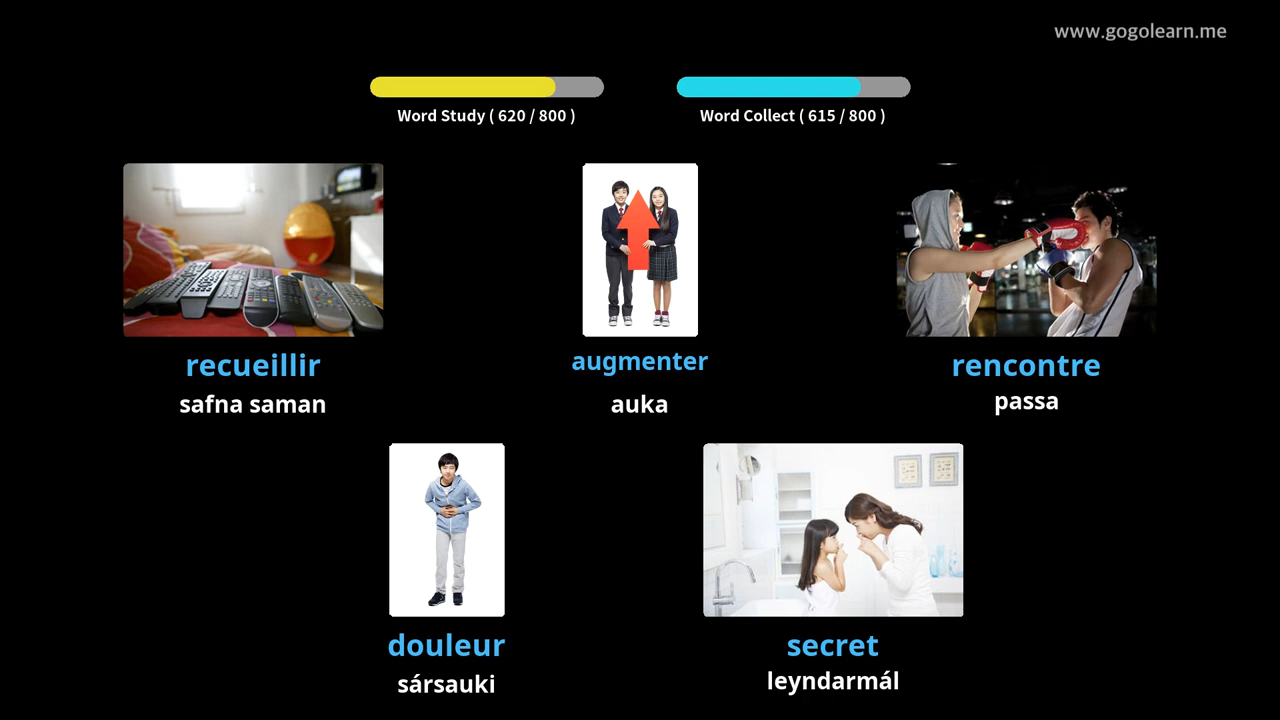 www.gogolearn.me
Word Study ( 620 / 800 )
Word Collect ( 615 / 800 )
recueillir
safna saman
augmenter
auka
rencontre
passa
douleur
sársauki
secret
leyndarmál